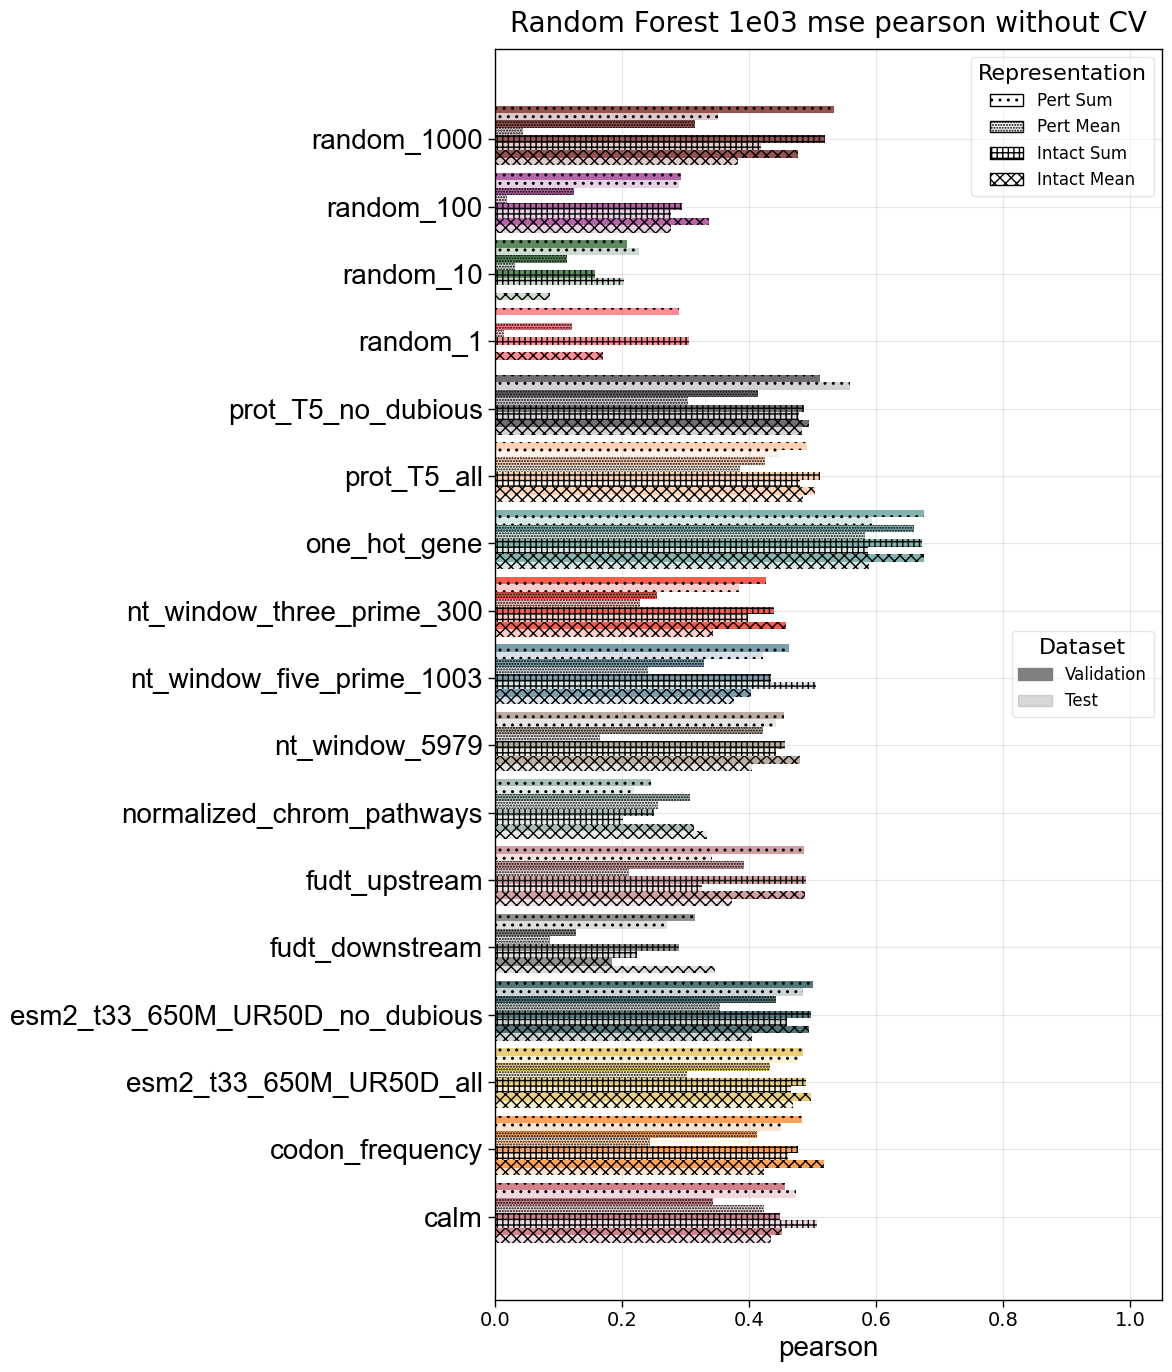 Random Forest 1e03 mse pearson without CV
Representation
Pert Sum
Pert Mean
Intact Sum
Intact Mean
random_1000
random_100
random_10
random_1
prot_T5_no_dubious
prot_T5_all
one_hot_gene
nt_window_three_prime_300
Dataset
Validation
Test
nt_window_five_prime_1003
nt_window_5979
normalized_chrom_pathways
fudt_upstream
fudt_downstream
esm2_t33_650M_UR50D_no_dubious
esm2_t33_650M_UR50D_all
codon_frequency
calm
0.0 0.2 0.4 0.6 0.8 1.0
pearson